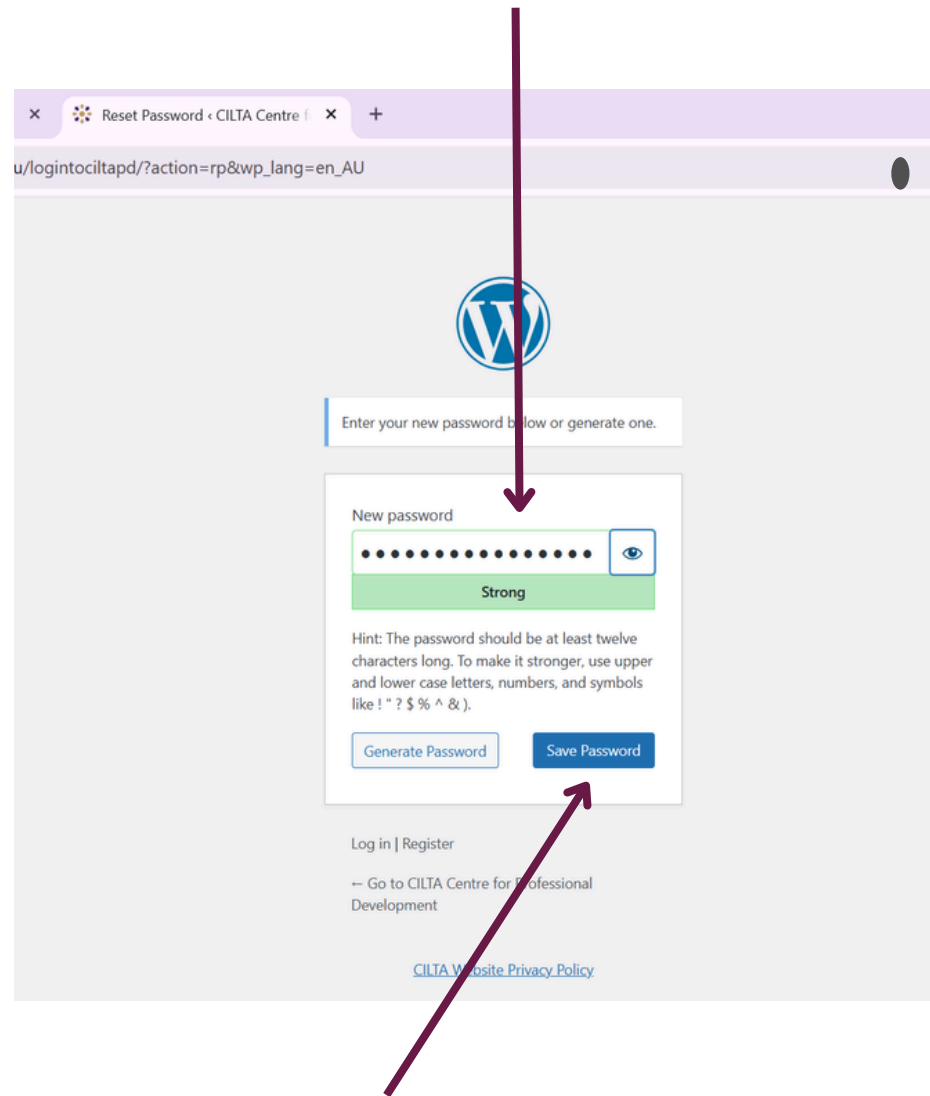 Reset Password ‹ CILTA Centre f
u/logintociltapd/?action=rp&wp_lang=en_AU
Enter your new password below or generate one.
New password
Strong
Hint: The password should be at least twelve
characters long. To make it stronger, use upper
and lower case letters, numbers, and symbols
like ! " ? $ % ^ & ).
Generate Password
Save Password
Log in | Register
← Go to CILTA Centre for Professional
Development
CILTA Website Privacy Policy